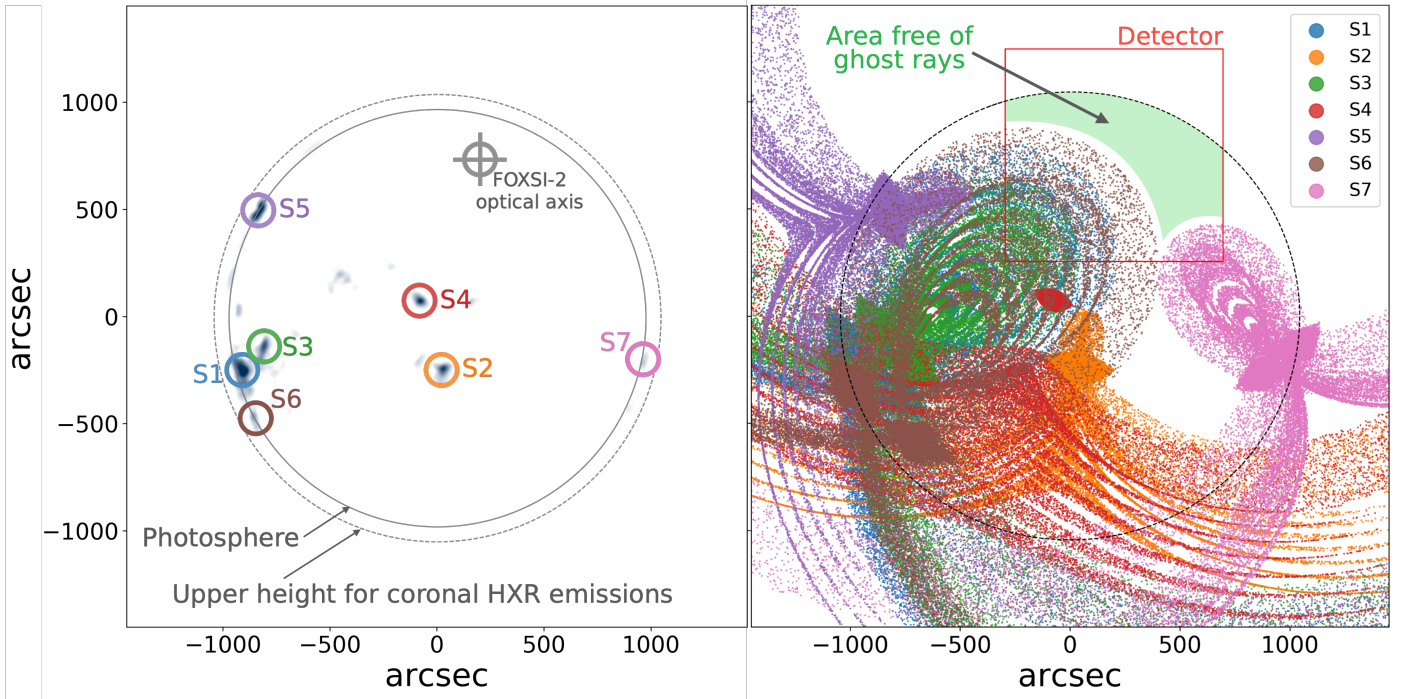 arcsec
1000
500
0
−500
−1000
−1000
−500
0
500
1000
arcsec
FOXSI-2
optical axis
S5
S4
S3
S1
S2
S7
S6
Photosphere
Upper height for coronal HXR emissions
Area free of
ghost rays
Detector
S1
S2
S3
S4
S5
S6
S7
−1000
−500
0
500
1000
arcsec